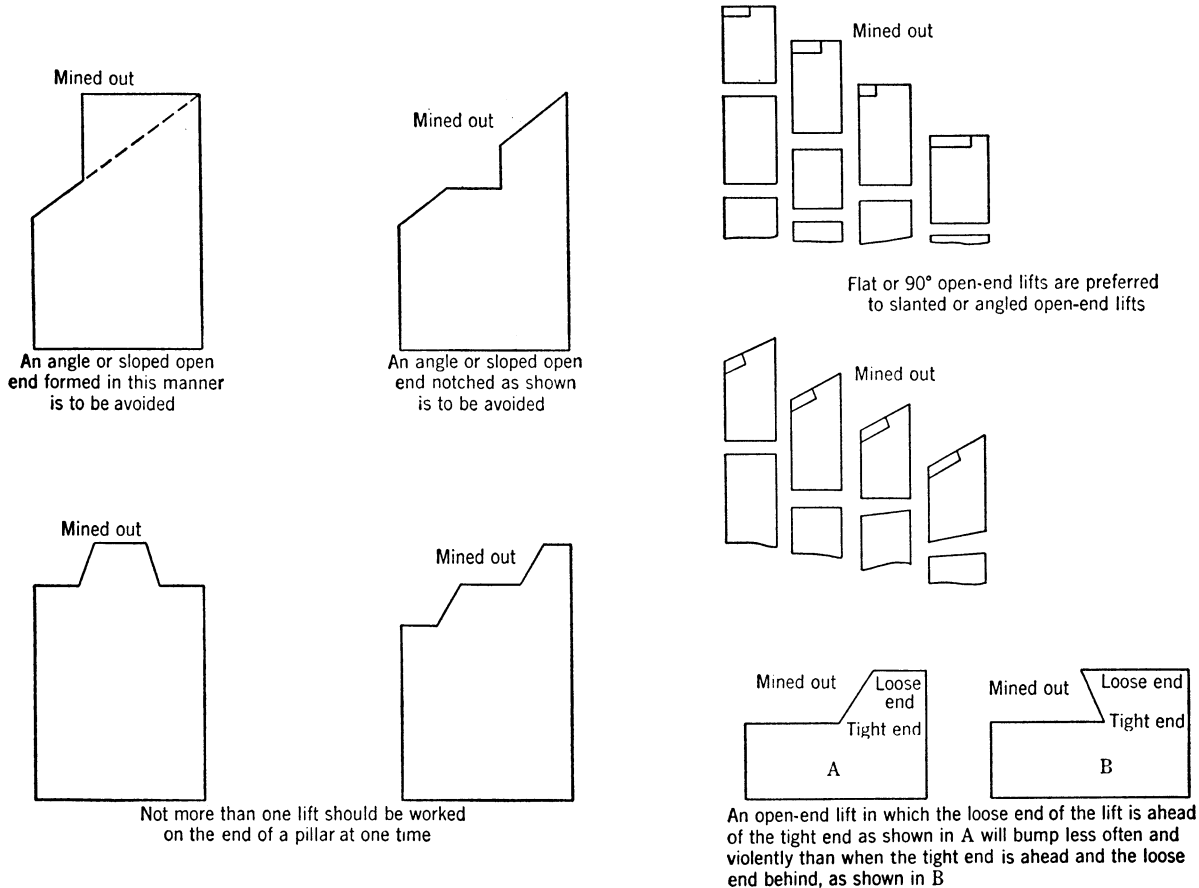 Mined out
An angle or sloped open
end formed in this manner
is to be avoided
Mined out
An angle or sloped open
end notched as shown
is to be avoided
Mined out
Flat or 90° open-end lifts are preferred
to slanted or angled open-end lifts
Mined out
Mined out
Mined out
Not more than one lift should be worked
on the end of a pillar at one time
Mined out
Loose
end
Tight end
A
Mined out
Loose end
Tight end
B
An open-end lift in which the loose end of the lift is ahead
of the tight end as shown in A will bump less often and
violently than when the tight end is ahead and the loose
end behind, as shown in B